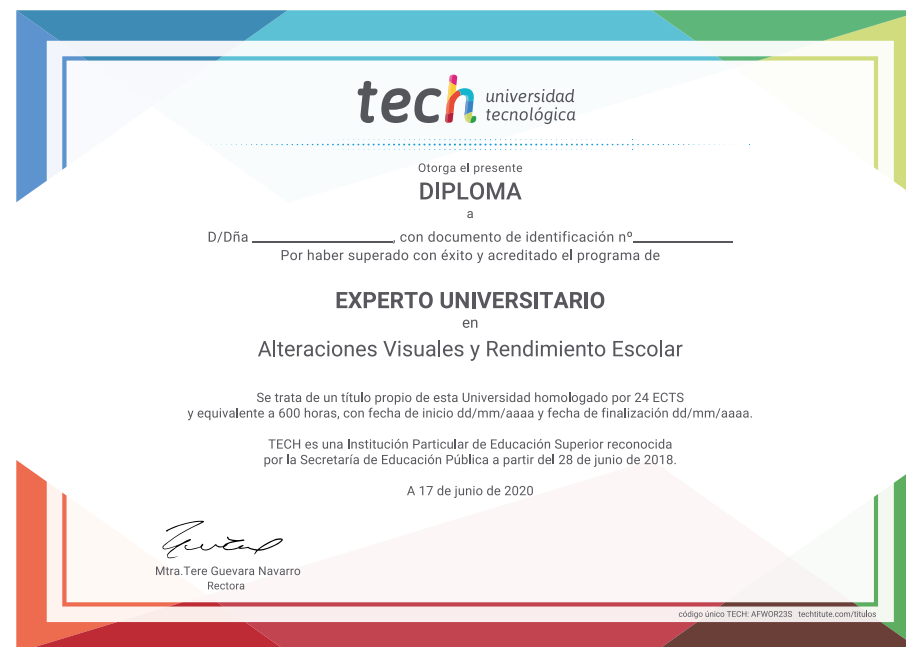 tech universidad
tecnológica
Otorga el presente
DIPLOMA
a
D/Dña ____________________, con documento de identificación nº______________
Por haber superado con éxito y acreditado el programa de
EXPERTO UNIVERSITARIO
en
Alteraciones Visuales y Rendimiento Escolar
Se trata de un título propio de esta Universidad homologado por 24 ECTS
y equivalente a 600 horas, con fecha de inicio dd/mm/aaaa y fecha de finalización dd/mm/aaaa.
TECH es una Institución Particular de Educación Superior reconocida
por la Secretaría de Educación Pública a partir del 28 de junio de 2018.
A 17 de junio de 2020
Mtra.Tere Guevara Navarro
Rectora
código único TECH: AFWOR23S techtitute.com/titulos